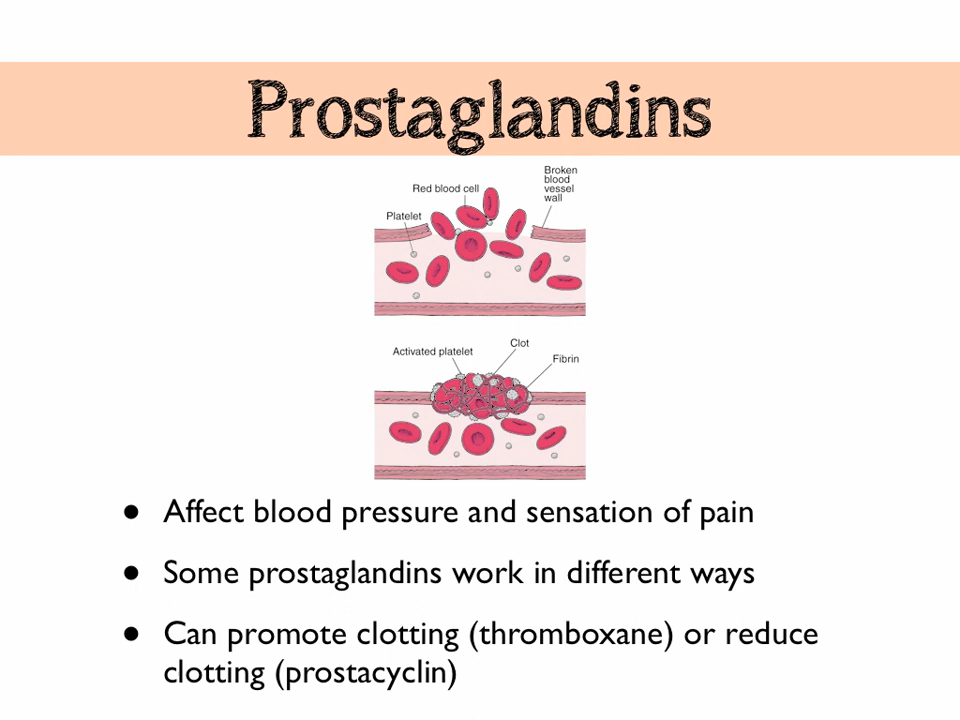 Prostaglandins
Broken
blood
vessel
wall
Red blood cell
Platelet
Clot
Activated platelet
Fibrin
• Affect blood pressure and sensation of pain
• Some prostaglandins work in different ways
• Can promote clotting (thromboxane) or reduce
clotting (prostacyclin)